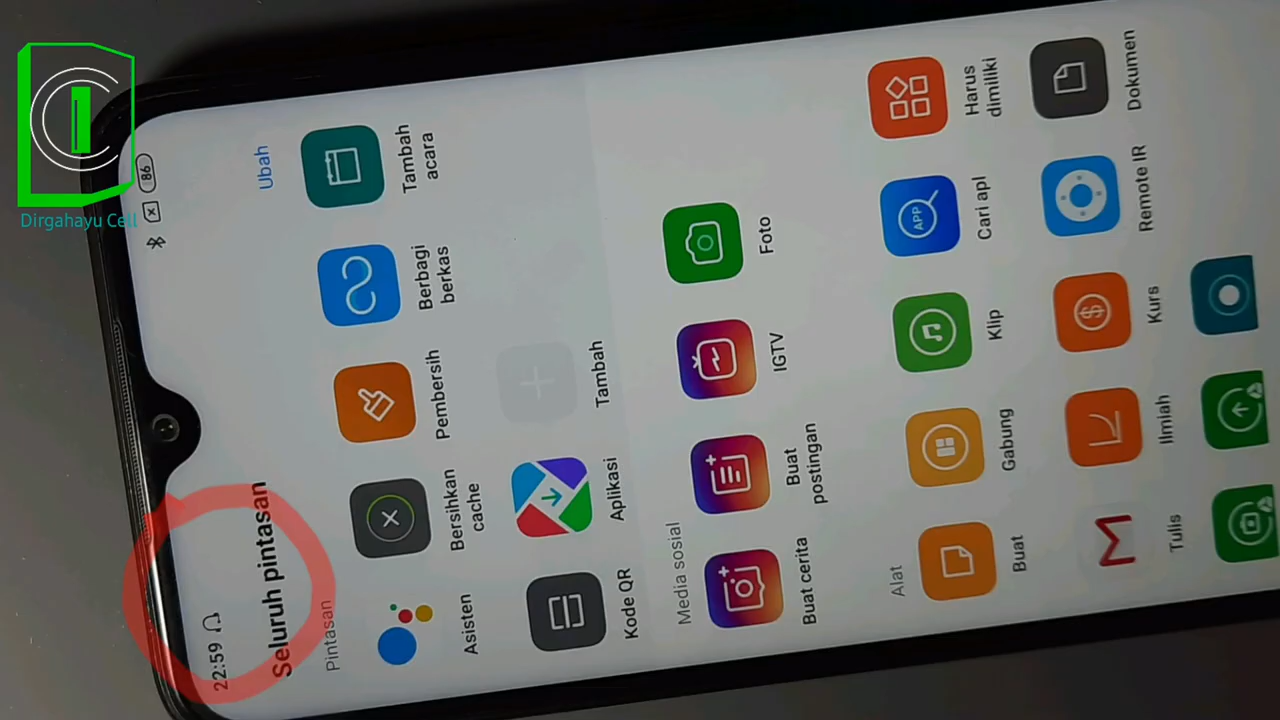 Dirgahayu Cell
22:59
86
Seluruh pintasan
Ubah
Pintasan
Asisten
Bersihkan
cache
Pembersih
Berbagi
berkas
Tambah
acara
Kode QR
Aplikasi
Tambah
Media sosial
Buat cerita
Buat
postingan
IGTV
Foto
Alat
Buat
Gabung
Klip
APP
Cari apl
Harus
dimiliki
Tulis
Ilmiah
Kurs
Remote IR
Dokumen